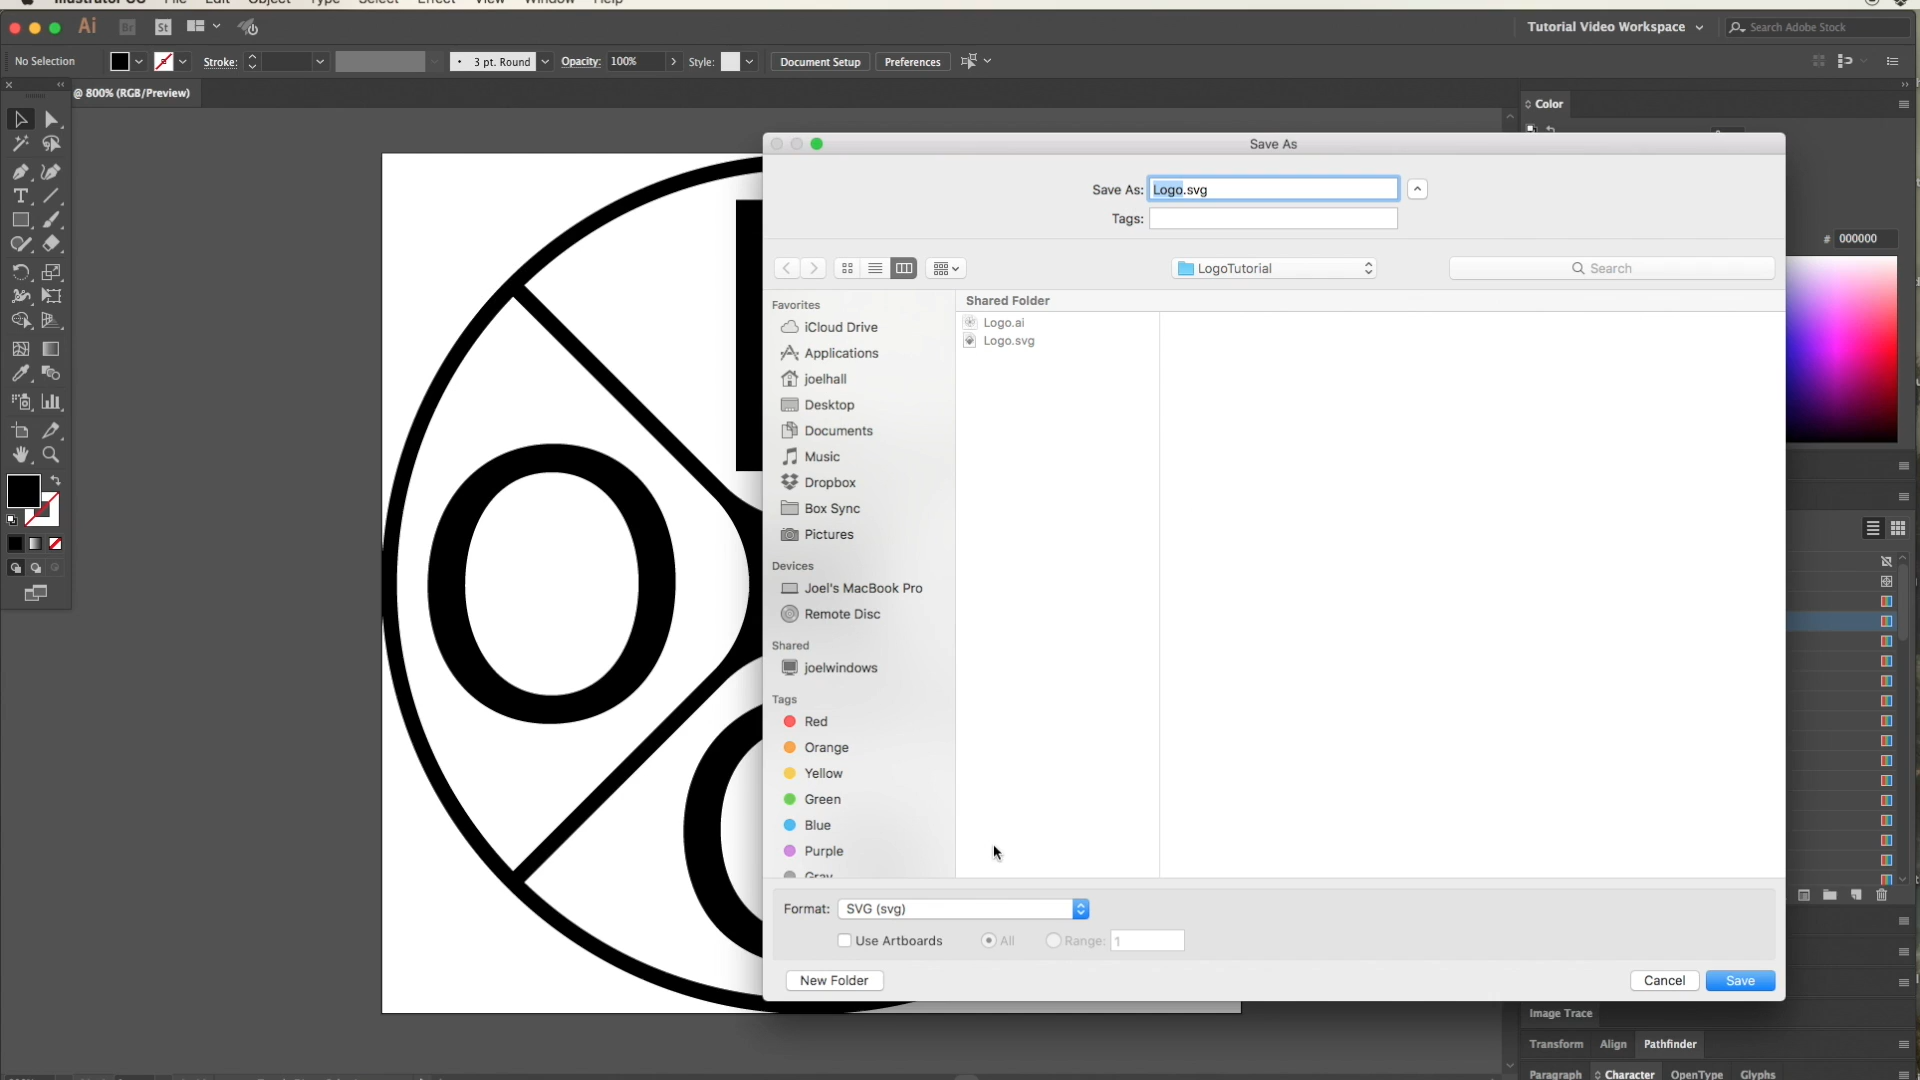 Illustrator CC File Edit Object Type Select Effect View Window Help
Ai Br St
Tutorial Video Workspace
Search Adobe Stock
No Selection
Stroke:
3 pt. Round
Opacity: 100%
Style:
Document Setup
Preferences
@ 800% (RGB/Preview)
Color
# 000000
O
Save As
Save As: Logo.svg
Tags:
LogoTutorial
Search
Favorites
iCloud Drive
Applications
joelhall
Desktop
Documents
Music
Dropbox
Box Sync
Pictures
Devices
Joel's MacBook Pro
Remote Disc
Shared
joelwindows
Tags
Red
Orange
Yellow
Green
Blue
Purple
Gray
Shared Folder
Logo.ai
Logo.svg
Format: SVG (svg)
Use Artboards
All
Range: 1
New Folder
Cancel
Save
Image Trace
Transform Align Pathfinder
Paragraph Character OpenType Glyphs